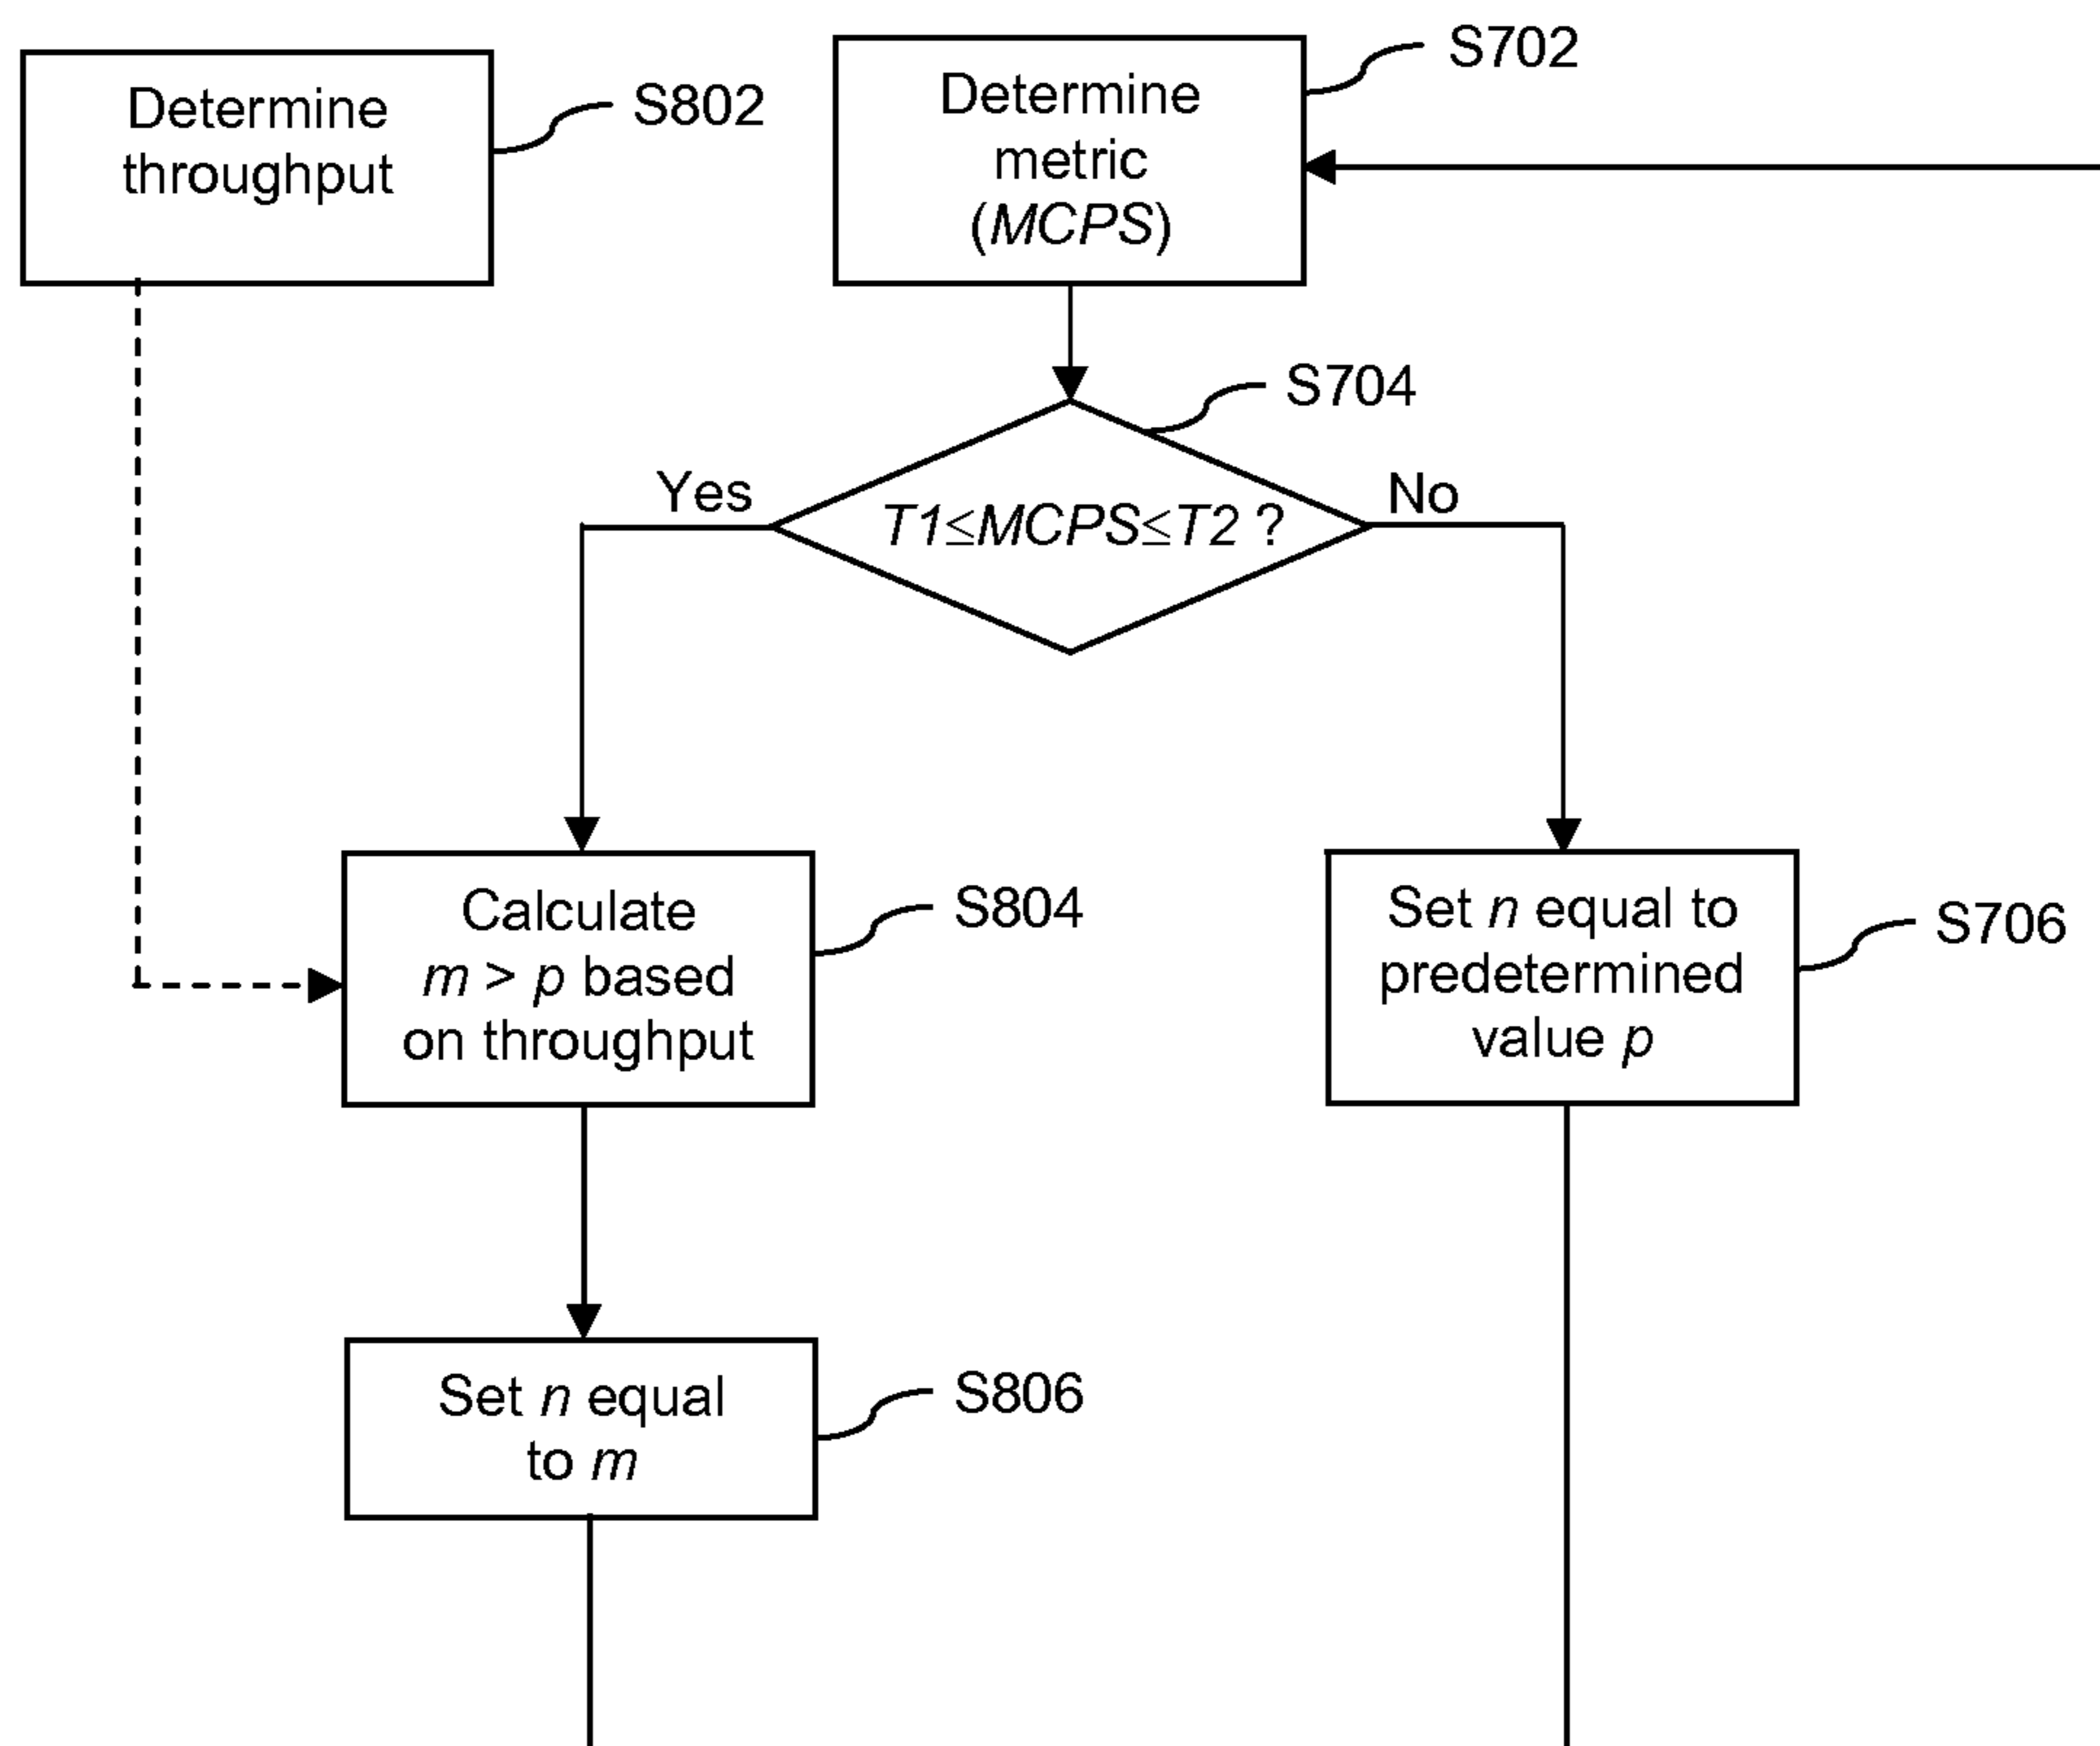 Determine
throughput
S802
Determine
metric
(MCPS)
S702
S704
Yes
T1≤MCPS≤T2 ?
No
Calculate
m > p based
on throughput
S804
Set n equal to
predetermined
value p
S706
Set n equal
to m
S806